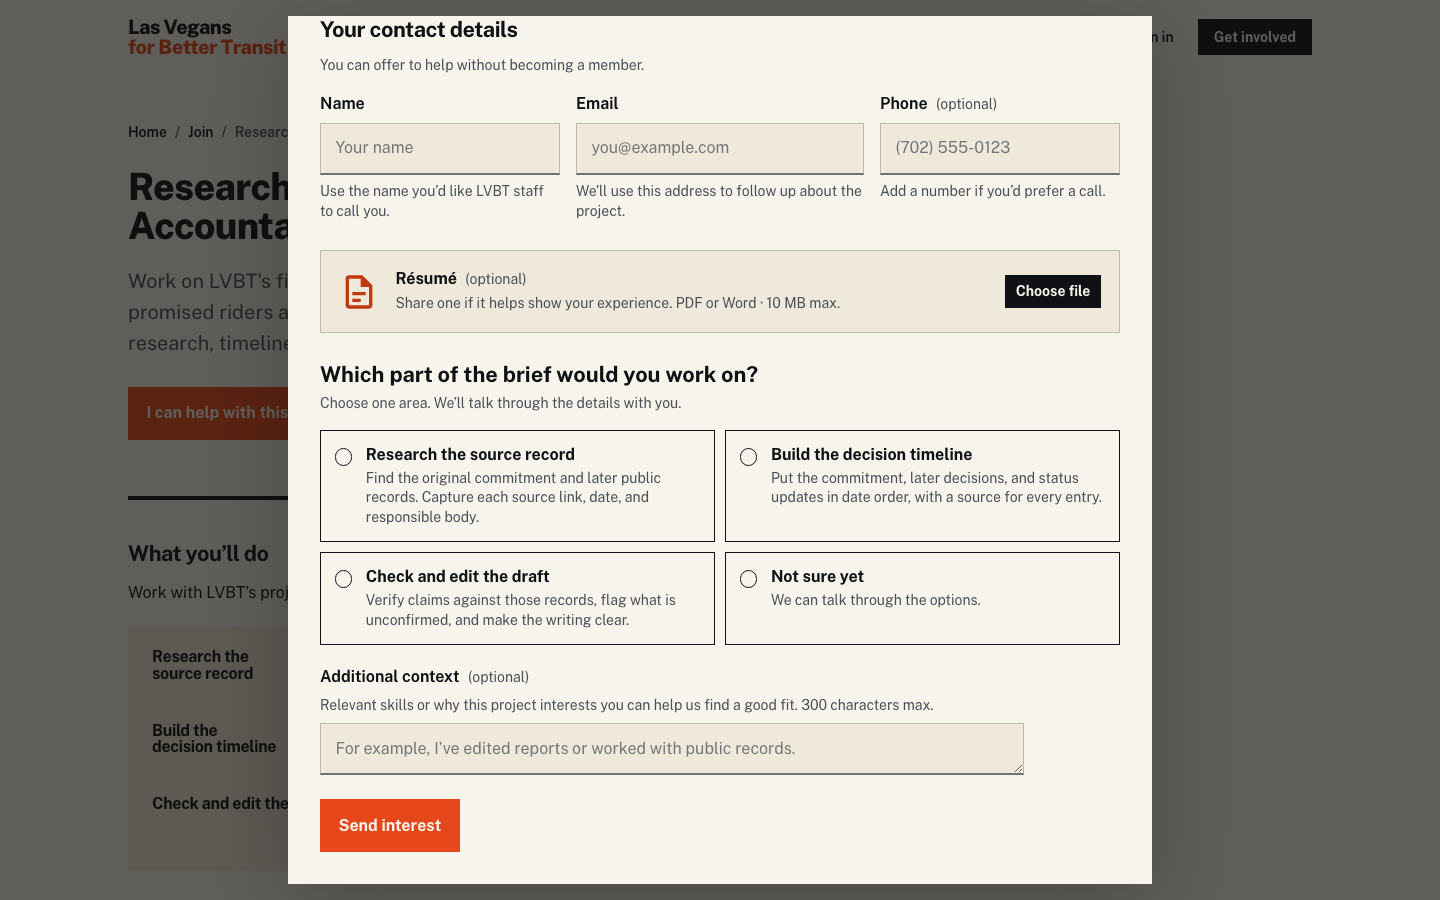 Las Vegans
for Better Transit
n in
Get involved
Home / Join / Researc
Research
Accounta
Work on LVBT's fi
promised riders a
research, timeline
I can help with this
What you’ll do
Work with LVBT’s proj
Research the
source record
Build the
decision timeline
Check and edit the
Your contact details
You can offer to help without becoming a member.
Name
Email
Phone (optional)
Your name
you@example.com
(702) 555-0123
Use the name you’d like LVBT staff
to call you.
We’ll use this address to follow up about the
project.
Add a number if you’d prefer a call.
Résumé (optional)
Share one if it helps show your experience. PDF or Word · 10 MB max.
Choose file
Which part of the brief would you work on?
Choose one area. We’ll talk through the details with you.
Research the source record
Find the original commitment and later public
records. Capture each source link, date, and
responsible body.
Build the decision timeline
Put the commitment, later decisions, and status
updates in date order, with a source for every entry.
Check and edit the draft
Verify claims against those records, flag what is
unconfirmed, and make the writing clear.
Not sure yet
We can talk through the options.
Additional context (optional)
Relevant skills or why this project interests you can help us find a good fit. 300 characters max.
For example, I’ve edited reports or worked with public records.
Send interest